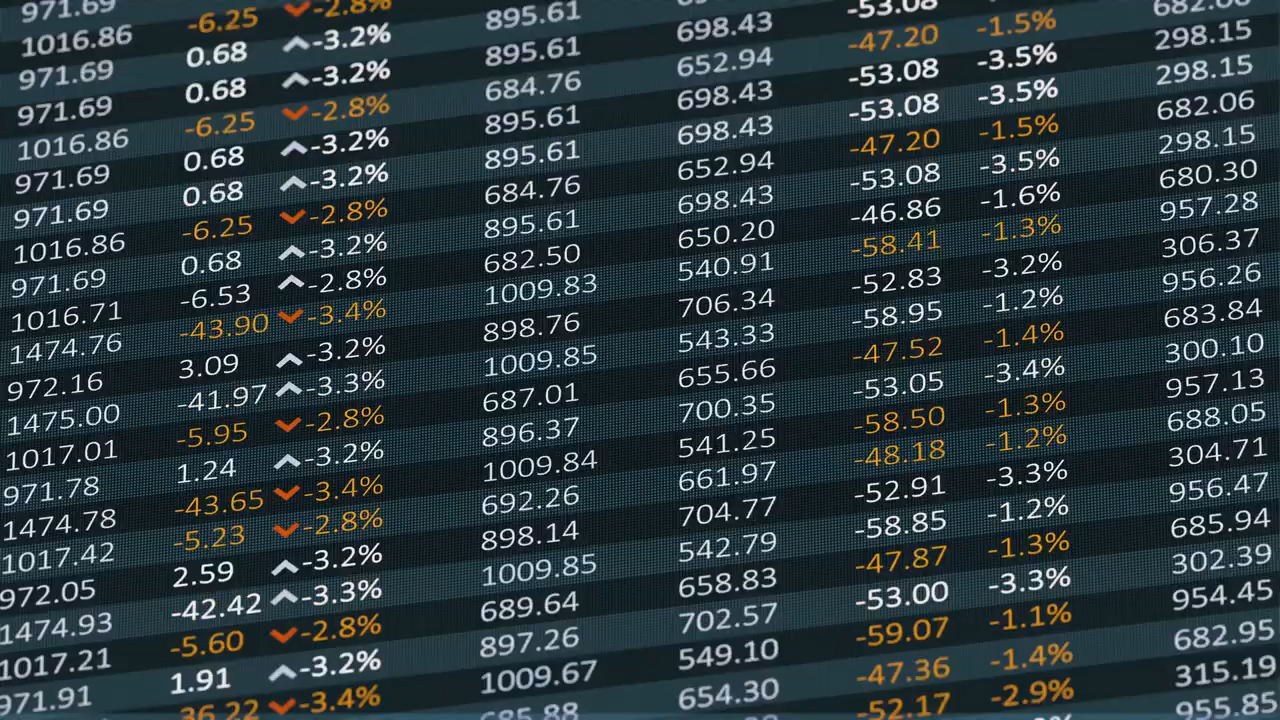 971.69
1016.86 -6.25 -2.8%
971.69 0.68 -3.2% 895.61
971.69 0.68 -3.2% 895.61 698.43 -53.08
1016.86 -6.25 -2.8% 684.76 652.94 -47.20 -1.5% 682.06
971.69 0.68 -3.2% 895.61 698.43 -53.08 -3.5% 298.15
971.69 0.68 -3.2% 895.61 698.43 -53.08 -3.5% 298.15
1016.86 -6.25 -2.8% 684.76 652.94 -47.20 -1.5% 682.06
971.69 0.68 -3.2% 895.61 698.43 -53.08 -3.5% 298.15
1016.71 -6.53 -2.8% 682.50 650.20 -46.86 -1.6% 680.30
1474.76 -43.90 -3.4% 1009.83 540.91 -58.41 -1.3% 957.28
972.16 3.09 -3.2% 898.76 706.34 -52.83 -3.2% 306.37
1475.00 -41.97 -3.3% 1009.85 543.33 -58.95 -1.2% 956.26
1017.01 -5.95 -2.8% 687.01 655.66 -47.52 -1.4% 683.84
971.78 1.24 -3.2% 896.37 700.35 -53.05 -3.4% 300.10
1474.78 -43.65 -3.4% 1009.84 541.25 -58.50 -1.3% 957.13
1017.42 -5.23 -2.8% 692.26 661.97 -48.18 -1.2% 688.05
972.05 2.59 -3.2% 898.14 704.77 -52.91 -3.3% 304.71
1474.93 -42.42 -3.3% 1009.85 542.79 -58.85 -1.2% 956.47
1017.21 -5.60 -2.8% 689.64 658.83 -47.87 -1.3% 685.94
971.91 1.91 -3.2% 897.26 702.57 -53.00 -3.3% 302.39
36.22 -3.4% 1009.67 549.10 -59.07 -1.1% 954.45
685.88 654.30 -47.36 -1.4% 682.95
-52.17 -2.9% 315.19
955.85